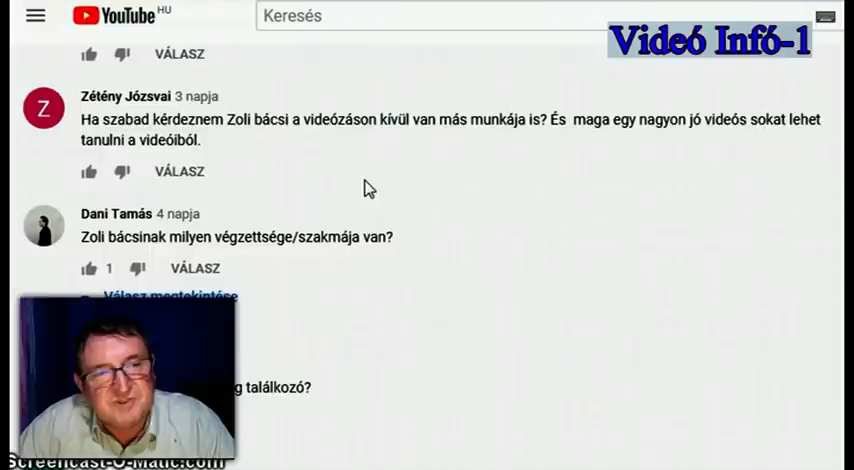 YouTube HU
Keresés
Videó Infó-1
VÁLASZ
Z
Zétény Józsvai 3 napja
Ha szabad kérdeznem Zoli bácsi a videózáson kívül van más munkája is? És maga egy nagyon jó videós sokat lehet
tanulni a videóiból.
VÁLASZ
Dani Tamás 4 napja
Zoli bácsinak milyen végzettsége/szakmája van?
1 VÁLASZ
Válasz megtekintése
találkozó?
Screencast-O-Matic.com